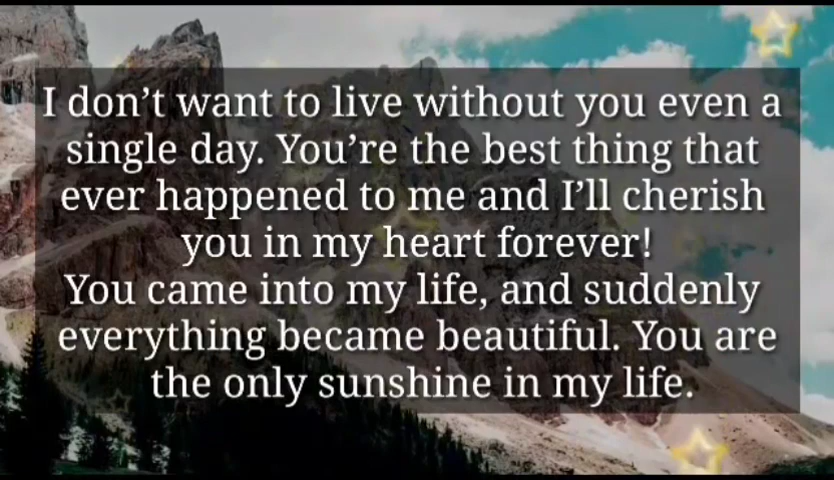 I don’t want to live without you even a
single day. You’re the best thing that
ever happened to me and I’ll cherish
you in my heart forever!
You came into my life, and suddenly
everything became beautiful. You are
the only sunshine in my life.